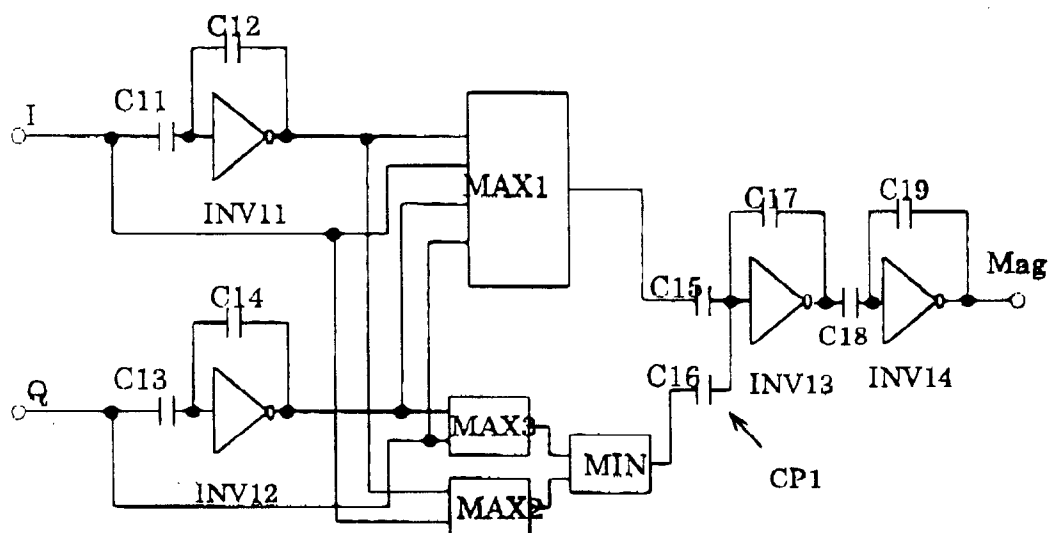 C12
C11
I
MAX1
INV11
C17
C19
C15
Mag
C14
C18
C13
Q
C16
INV13
INV14
MAX3
MIN
CP1
INV12
MAX2